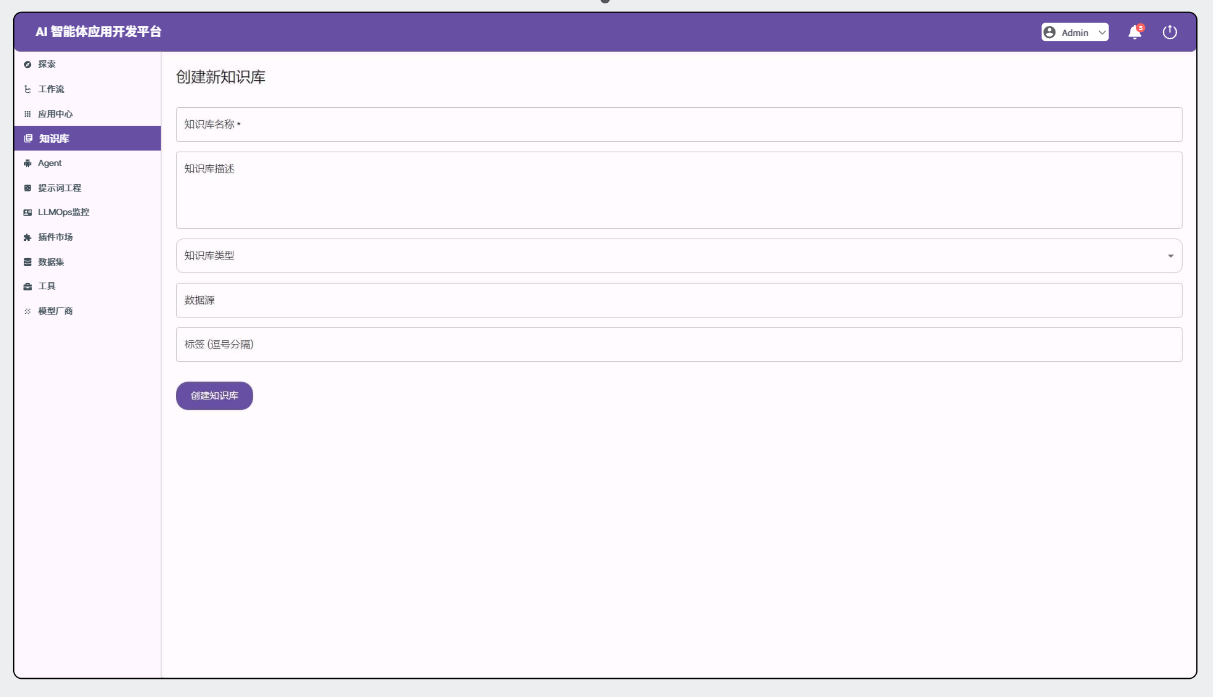 AI 智能体应用开发平台
Admin
5
探索
工作流
应用中心
知识库
Agent
提示词工程
LLMOps监控
插件市场
数据集
工具
模型厂商
创建新知识库
知识库名称 *
知识库描述
知识库类型
数据源
标签 (逗号分隔)
创建知识库